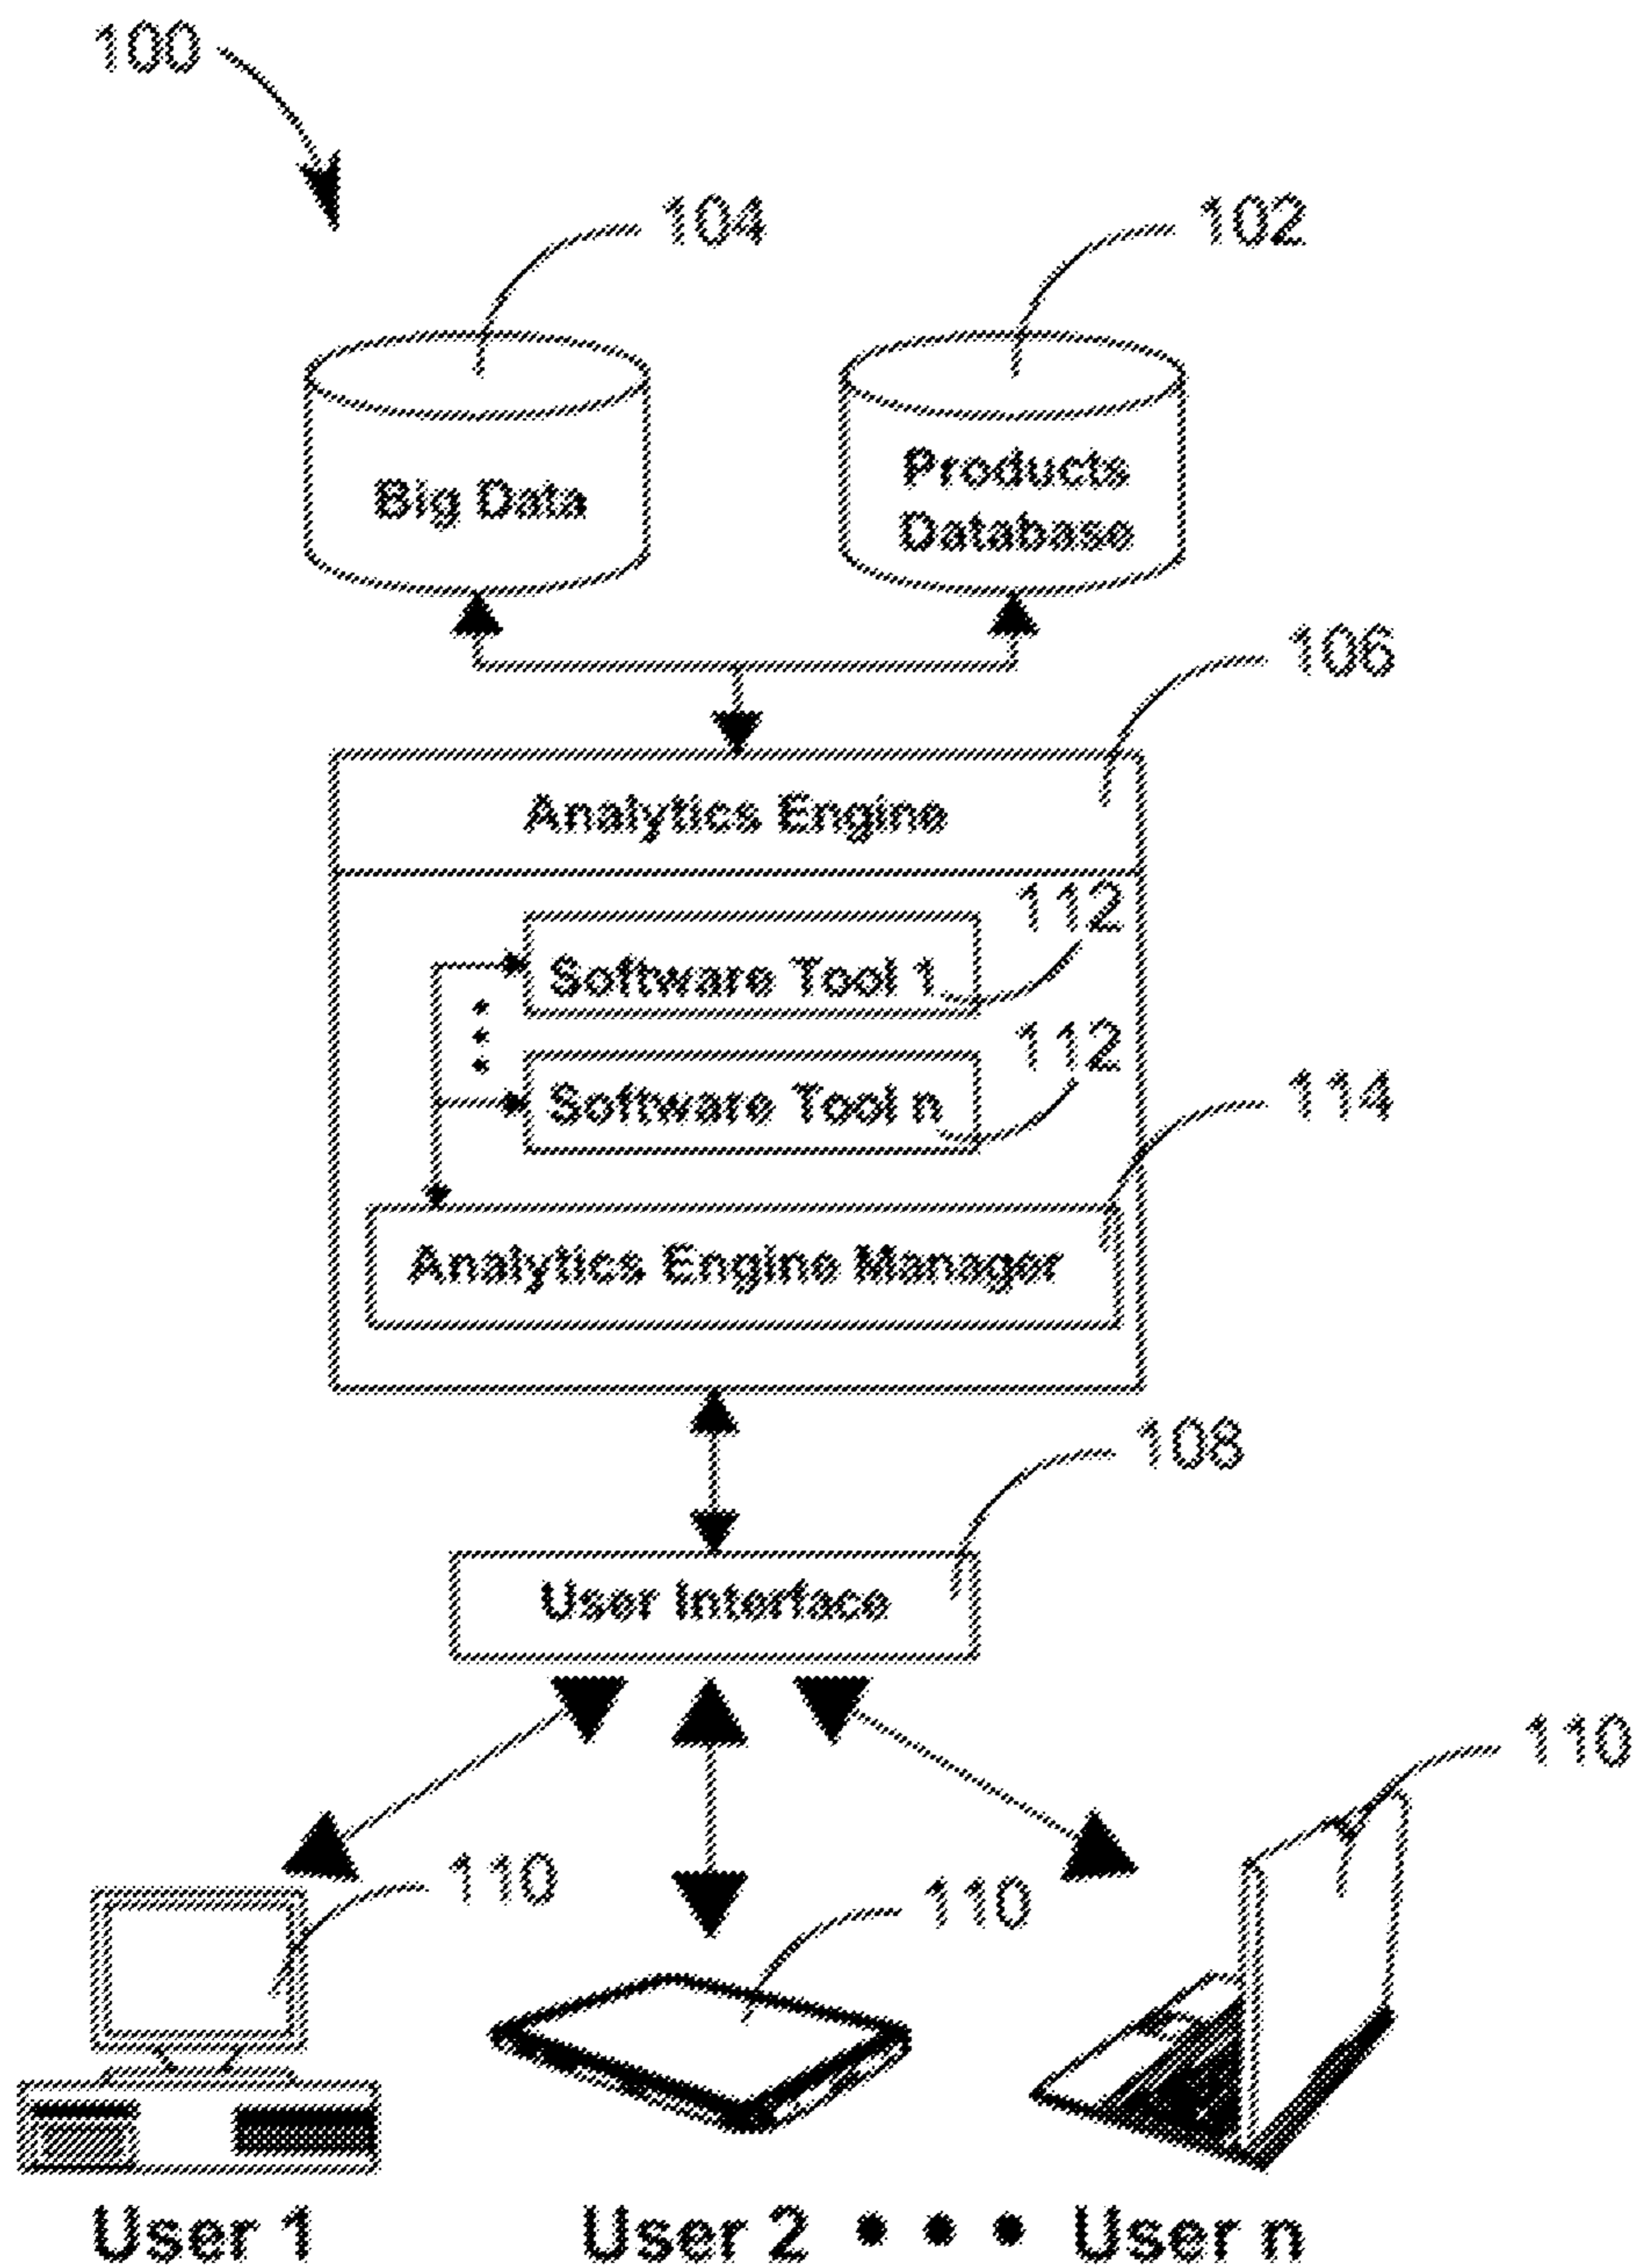 100
104
102
Big Data
Products
Database
106
Analytics Engine
112
Software Tool 1
112
Software Tool n
114
Analytics Engine Manager
108
User Interface
110
110
110
User 1
User 2 • • • User n